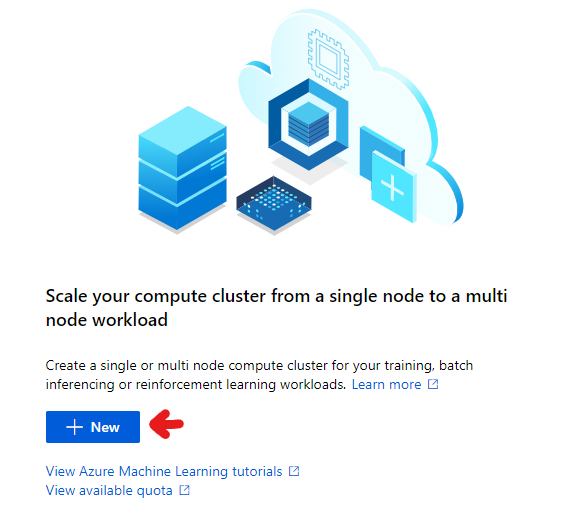 Scale your compute cluster from a single node to a multi
node workload
Create a single or multi node compute cluster for your training, batch
inferencing or reinforcement learning workloads. Learn more
New
View Azure Machine Learning tutorials
View available quota